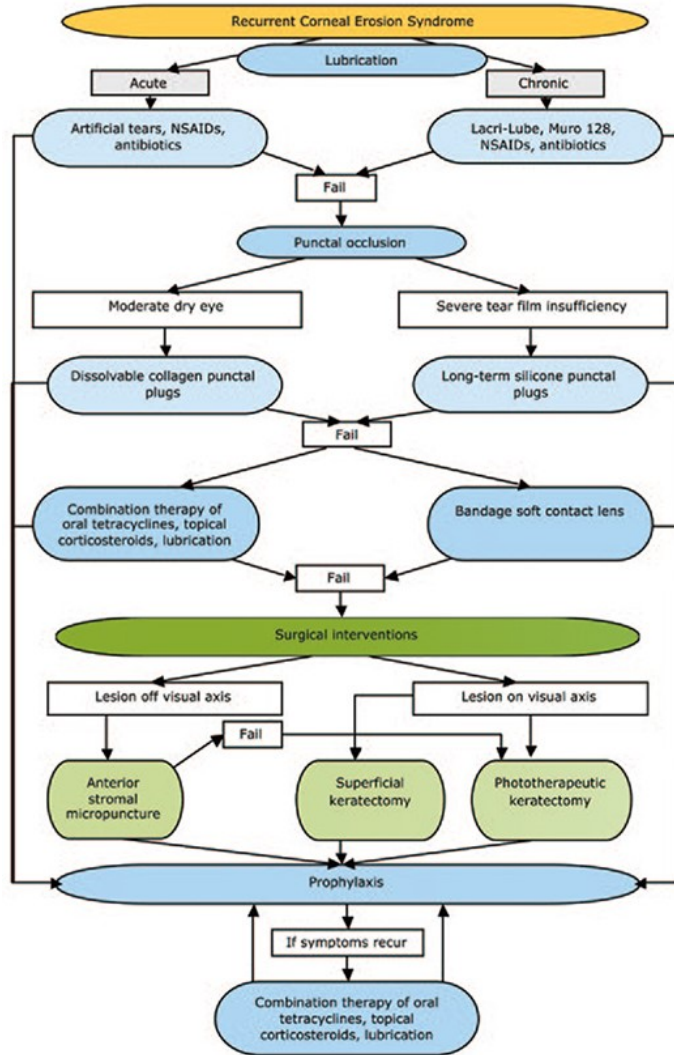 Recurrent Corneal Erosion Syndrome
Lubrication
Acute
Chronic
Artificial tears, NSAIDs,
antibiotics
Lacri-Lube, Muro 128,
NSAIDs, antibiotics
Fail
Punctal occlusion
Moderate dry eye
Severe tear film insufficiency
Dissolvable collagen punctal
plugs
Long-term silicone punctal
plugs
Fail
Combination therapy of
oral tetracyclines, topical
corticosteroids, lubrication
Bandage soft contact lens
Fail
Surgical interventions
Lesion off visual axis
Lesion on visual axis
Fail
Anterior
stromal
micropuncture
Superficial
keratectomy
Phototherapeutic
keratectomy
Prophylaxis
If symptoms recur
Combination therapy of oral
tetracyclines, topical
corticosteroids, lubrication